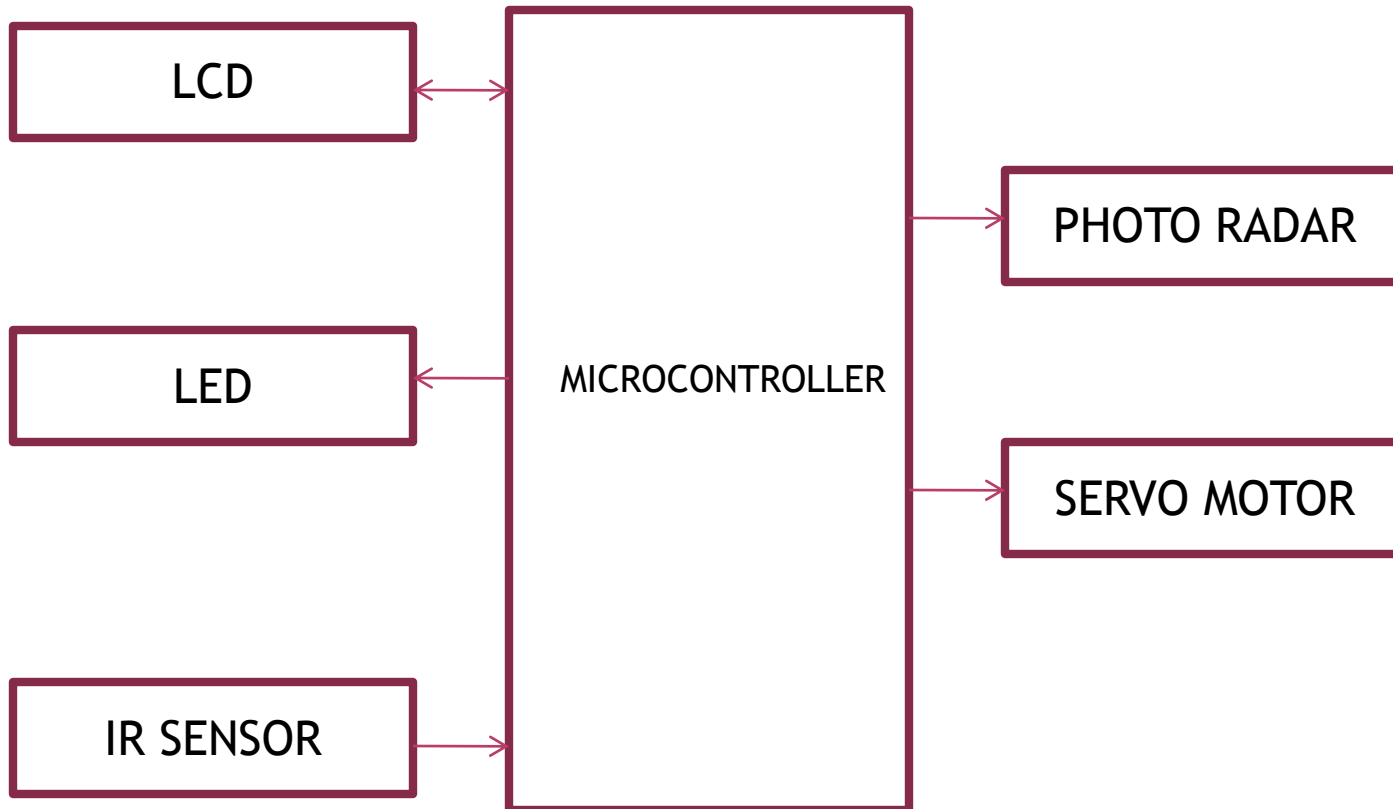 LCD
LED
IR SENSOR
MICROCONTROLLER
PHOTO RADAR
SERVO MOTOR